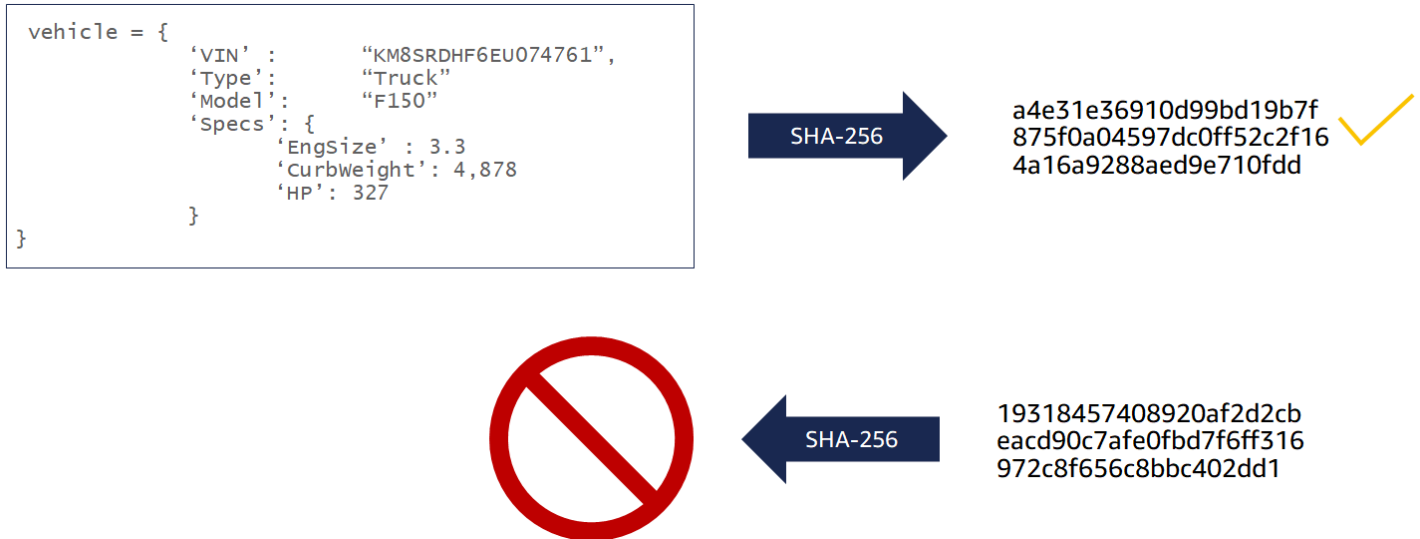 vehicle = {
‘VIN’ : “KM8SRDHF6EU074761”,
‘Type’: “Truck”
‘Model’: “F150”
‘Specs’: {
‘EngSize’ : 3.3
‘CurbWeight’: 4,878
‘HP’: 327
}
}
SHA-256
a4e31e36910d99bd19b7f
875f0a04597dc0ff52c2f16
4a16a9288aed9e710fdd
SHA-256
19318457408920af2d2cb
eacd90c7afe0fbd7f6ff316
972c8f656c8bbc402dd1